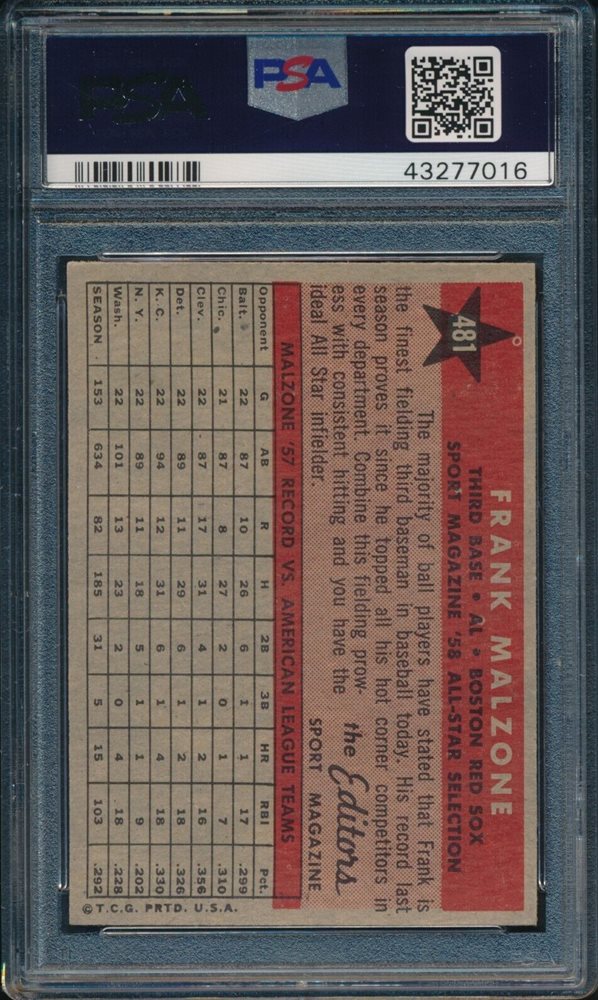 PSA
PSA
43277016
481
FRANK MALZONE
THIRD BASE • AL • BOSTON RED SOX
SPORT MAGAZINE '58 ALL-STAR SELECTION
The majority of ball players have stated that Frank is
the finest fielding third baseman in baseball today. His record last
season proves it since he topped all his hot corner competitors in
every department. Combine this fielding prow-
ess with consistent hitting and you have the
ideal All Star infielder.
the Editors
SPORT MAGAZINE
MALZONE '57 RECORD VS. AMERICAN LEAGUE TEAMS
Opponent G AB R H 2B 3B HR RBI Pct.
Balt. 22 87 10 26 6 1 1 17 .299
Chic. 21 87 8 27 2 0 1 7 .310
Clev. 22 87 17 31 4 1 2 16 .356
Det. 22 89 11 29 6 1 2 18 .326
K. C. 22 94 12 31 6 1 4 18 .330
N. Y. 22 89 11 18 5 1 1 9 .202
Wash. 22 101 13 23 2 0 4 18 .228
SEASON 153 634 82 185 31 5 15 103 .292
© T.C.G. PRTD. U.S.A.